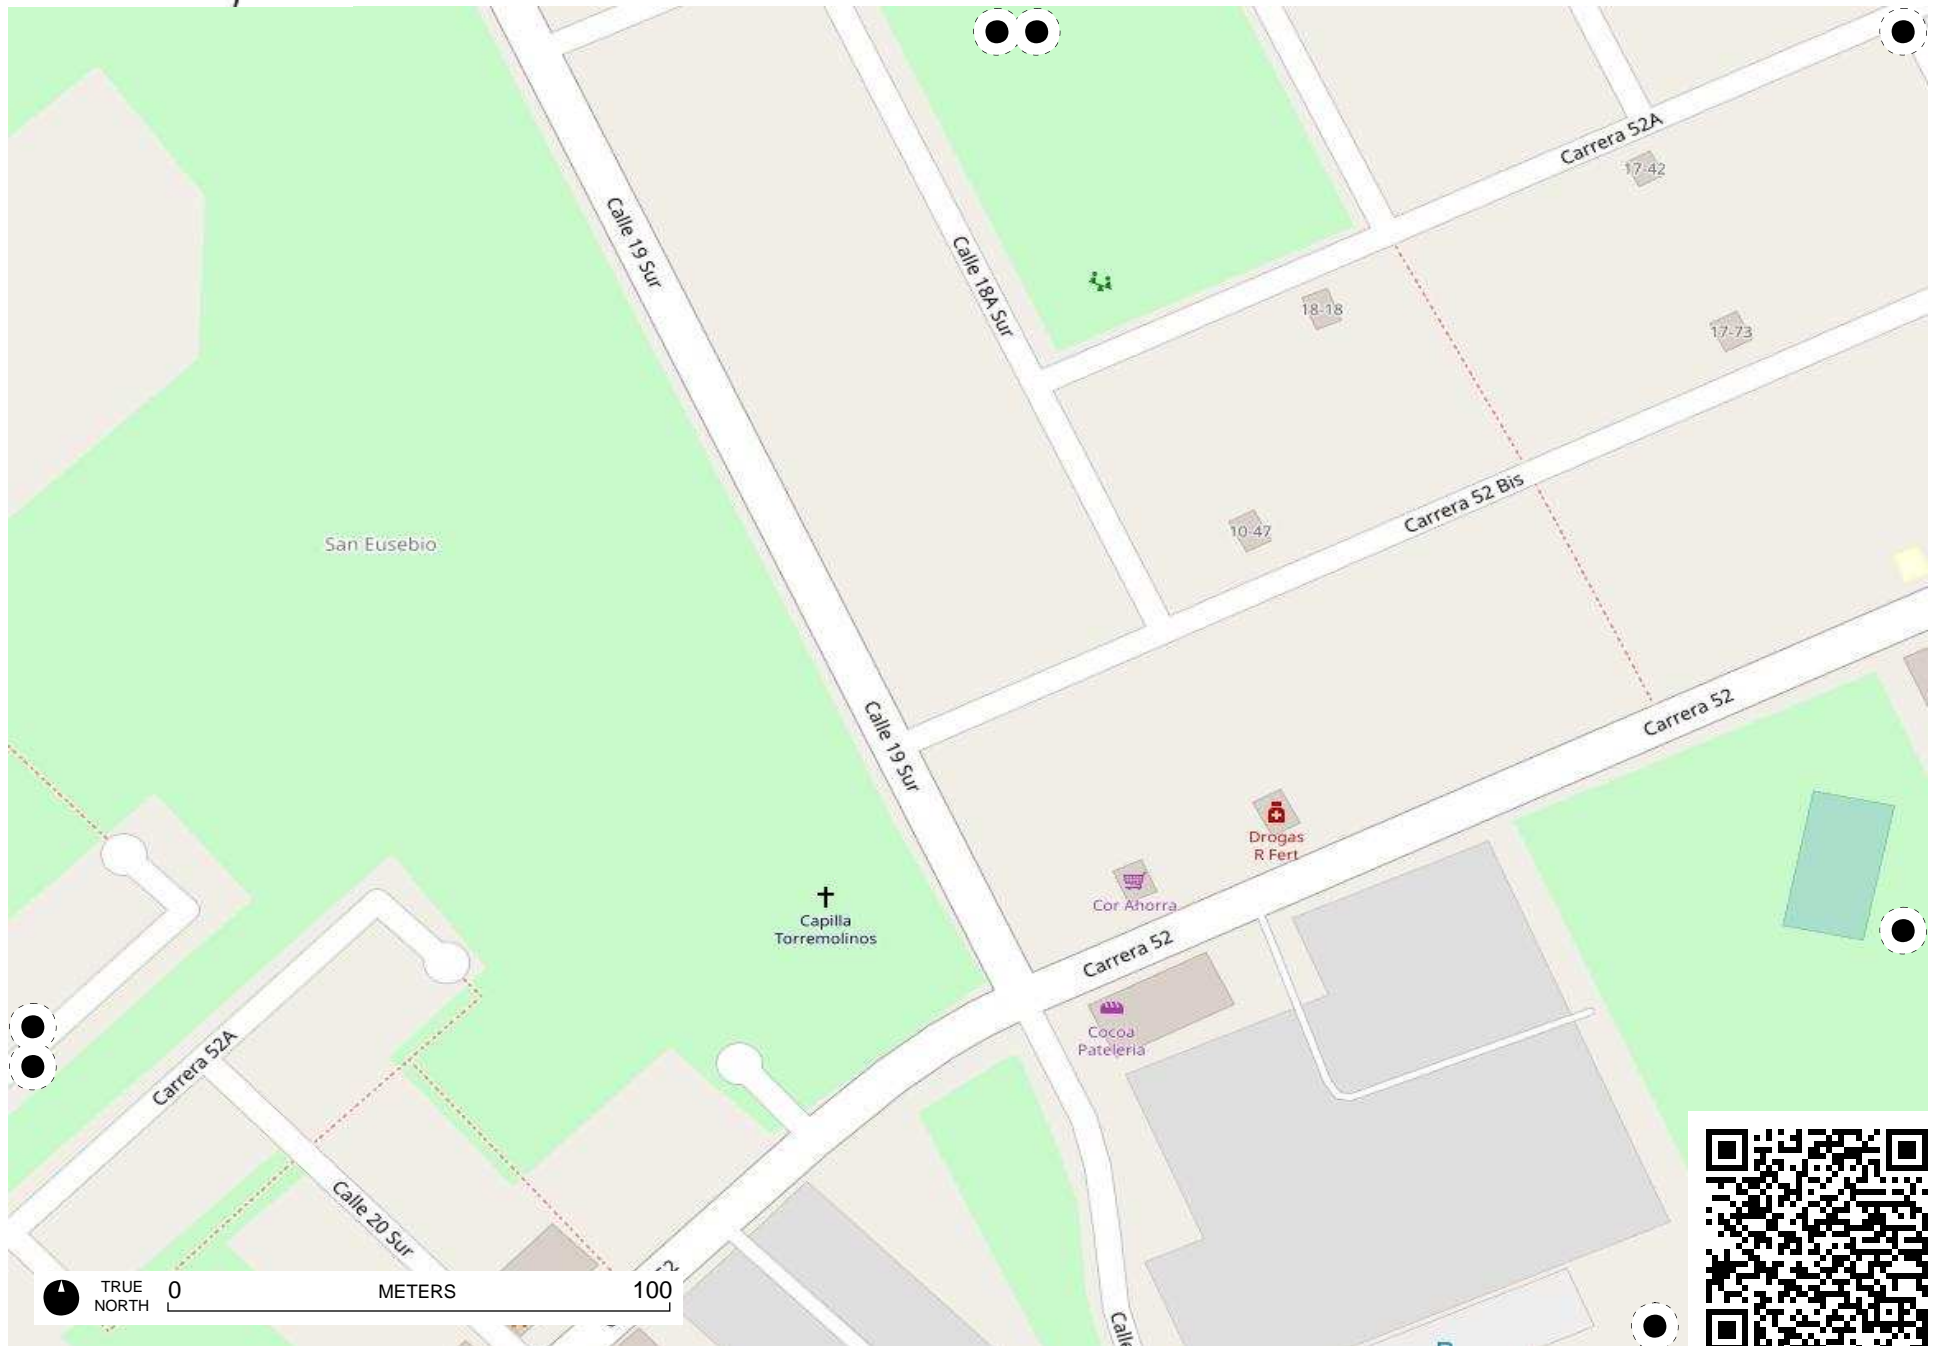 Carrera 52A
17-42
Calle 19 Sur
Calle 18A Sur
18-18
17-73
Carrera 52 Bis
10-47
San Eusebio
Carrera 52
Calle 19 Sur
Drogas
R Fert
Cor Ahorra
Capilla
Torremolinos
Carrera 52
Cocoa
Pateleria
Carrera 52A
Calle 20 Sur
TRUE
NORTH
0 METERS 100
Calle